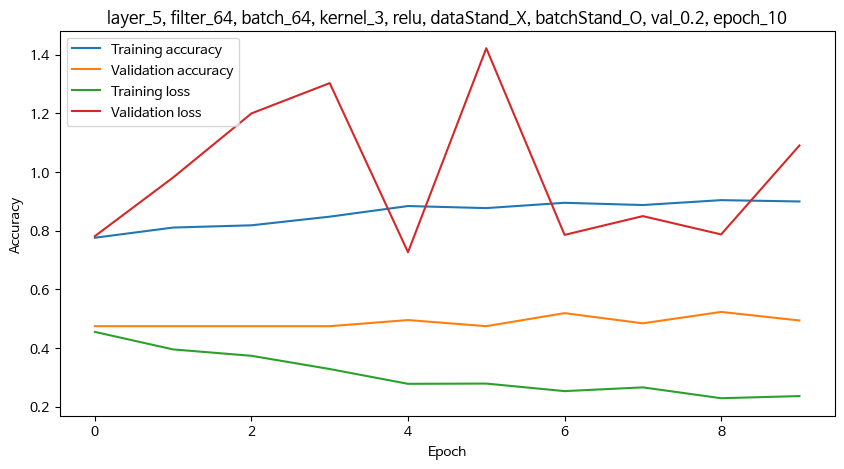 layer_5, filter_64, batch_64, kernel_3, relu, dataStand_X, batchStand_O, val_0.2, epoch_10
Training accuracy
Validation accuracy
Training loss
Validation loss
1.4
1.2
1.0
0.8
0.6
0.4
0.2
Accuracy
0 2 4 6 8
Epoch